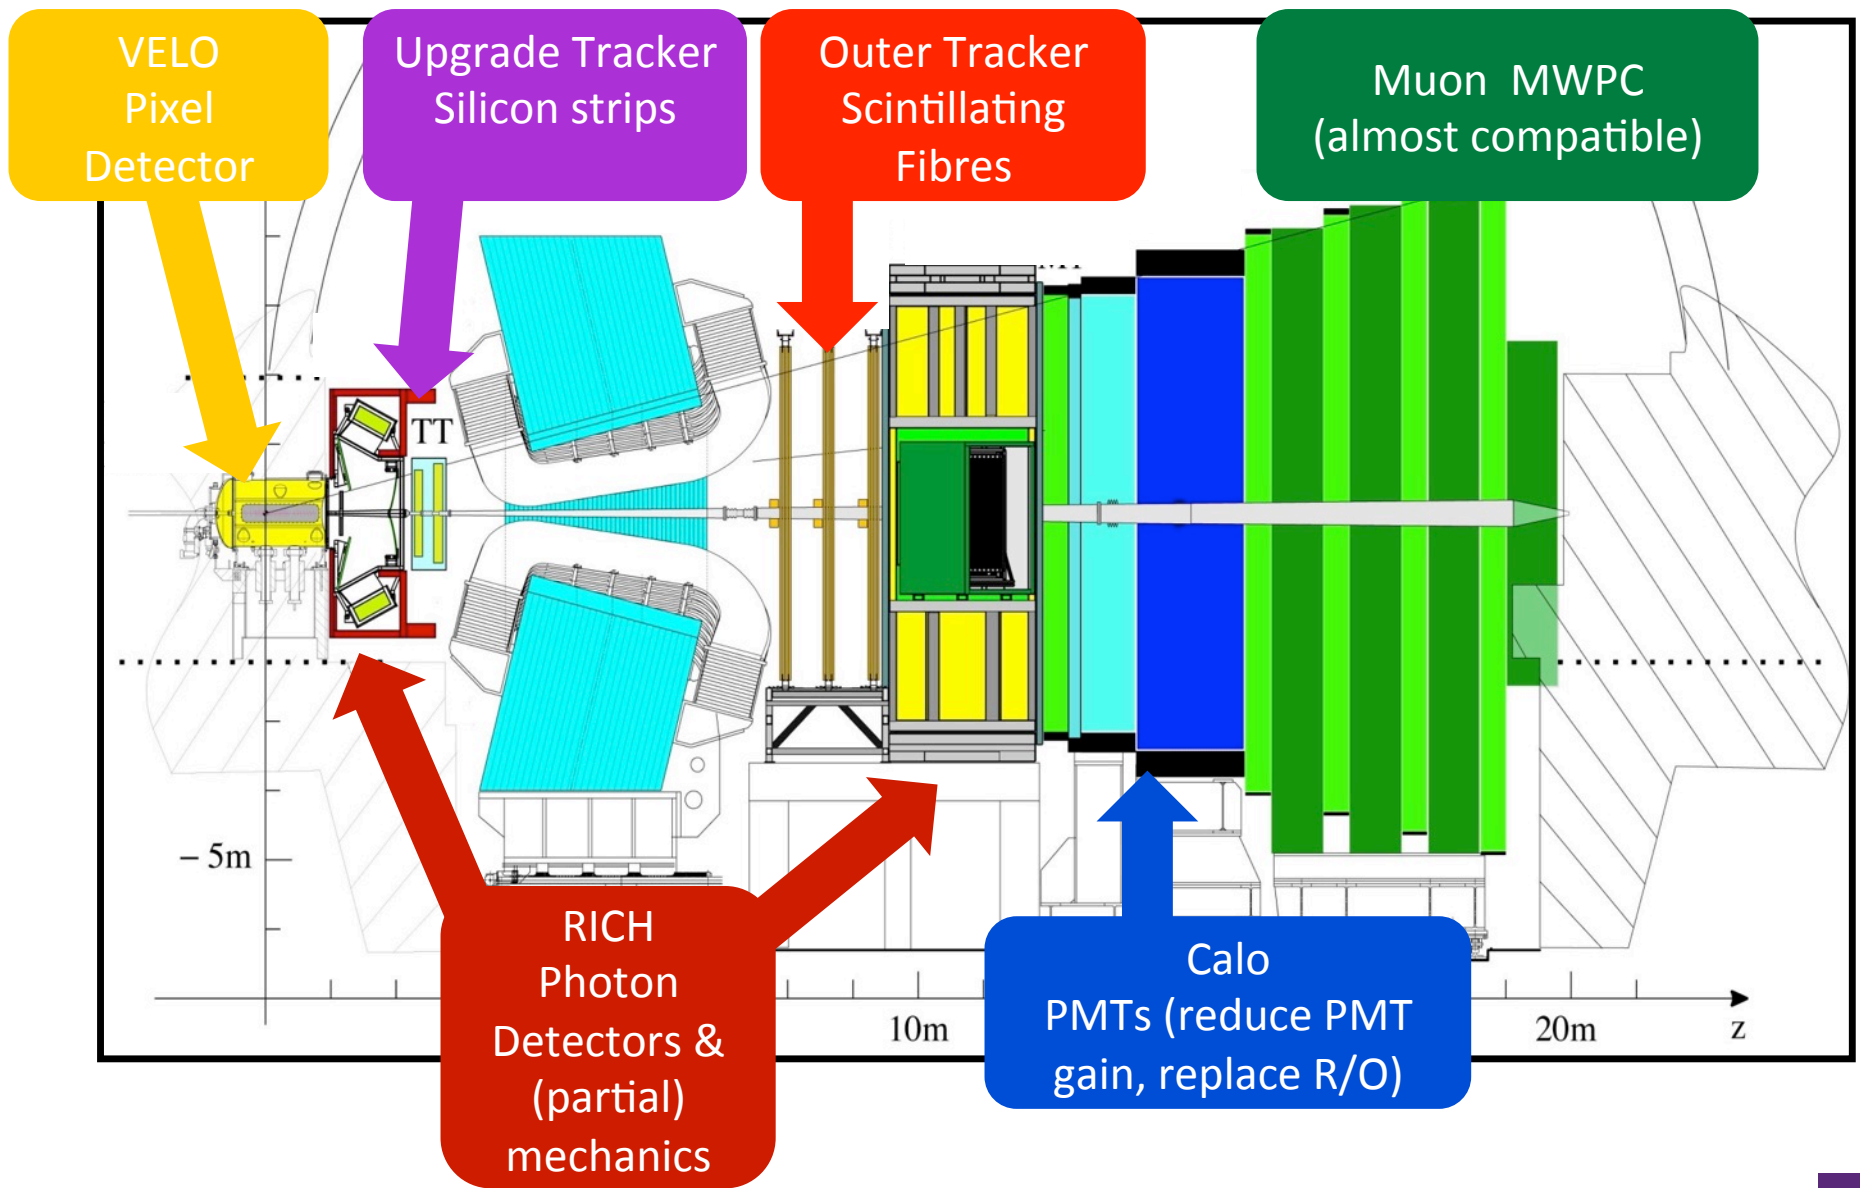 VELO
Pixel
Detector
Upgrade Tracker
Silicon strips
Outer Tracker
Scintillating
Fibres
Muon  MWPC
(almost compatible)
TT
– 5m
10m
20m
z
RICH
Photon
Detectors &
(partial)
mechanics
Calo
PMTs (reduce PMT
gain, replace R/O)